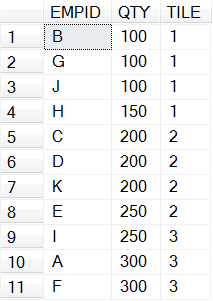 EMPID QTY TILE
1 B 100 1
2 G 100 1
3 J 100 1
4 H 150 1
5 C 200 2
6 D 200 2
7 K 200 2
8 E 250 2
9 I 250 3
10 A 300 3
11 F 300 3